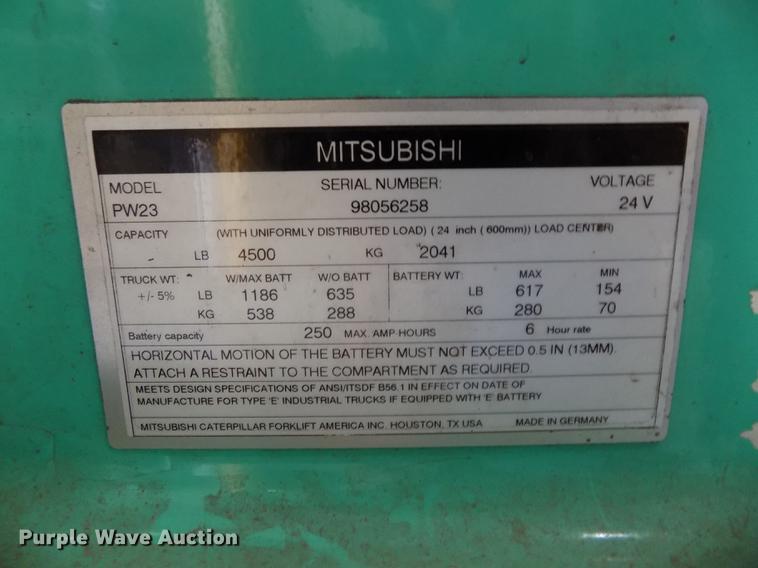 MITSUBISHI
MODEL SERIAL NUMBER: VOLTAGE
PW23 98056258 24 V
CAPACITY (WITH UNIFORMLY DISTRIBUTED LOAD) ( 24 inch ( 600mm)) LOAD CENTER)
LB 4500 KG 2041
TRUCK WT: W/MAX BATT W/O BATT BATTERY WT: MAX MIN
+/- 5% LB 1186 635 LB 617 154
KG 538 288 KG 280 70
Battery capacity 250 MAX. AMP-HOURS 6 Hour rate
HORIZONTAL MOTION OF THE BATTERY MUST NOT EXCEED 0.5 IN (13MM).
ATTACH A RESTRAINT TO THE COMPARTMENT AS REQUIRED.
MEETS DESIGN SPECIFICATIONS OF ANSI/ITSDF B56.1 IN EFFECT ON DATE OF
MANUFACTURE FOR TYPE 'E' INDUSTRIAL TRUCKS IF EQUIPPED WITH 'E' BATTERY
MITSUBISHI CATERPILLAR FORKLIFT AMERICA INC. HOUSTON, TX USA MADE IN GERMANY
Purple Wave Auction